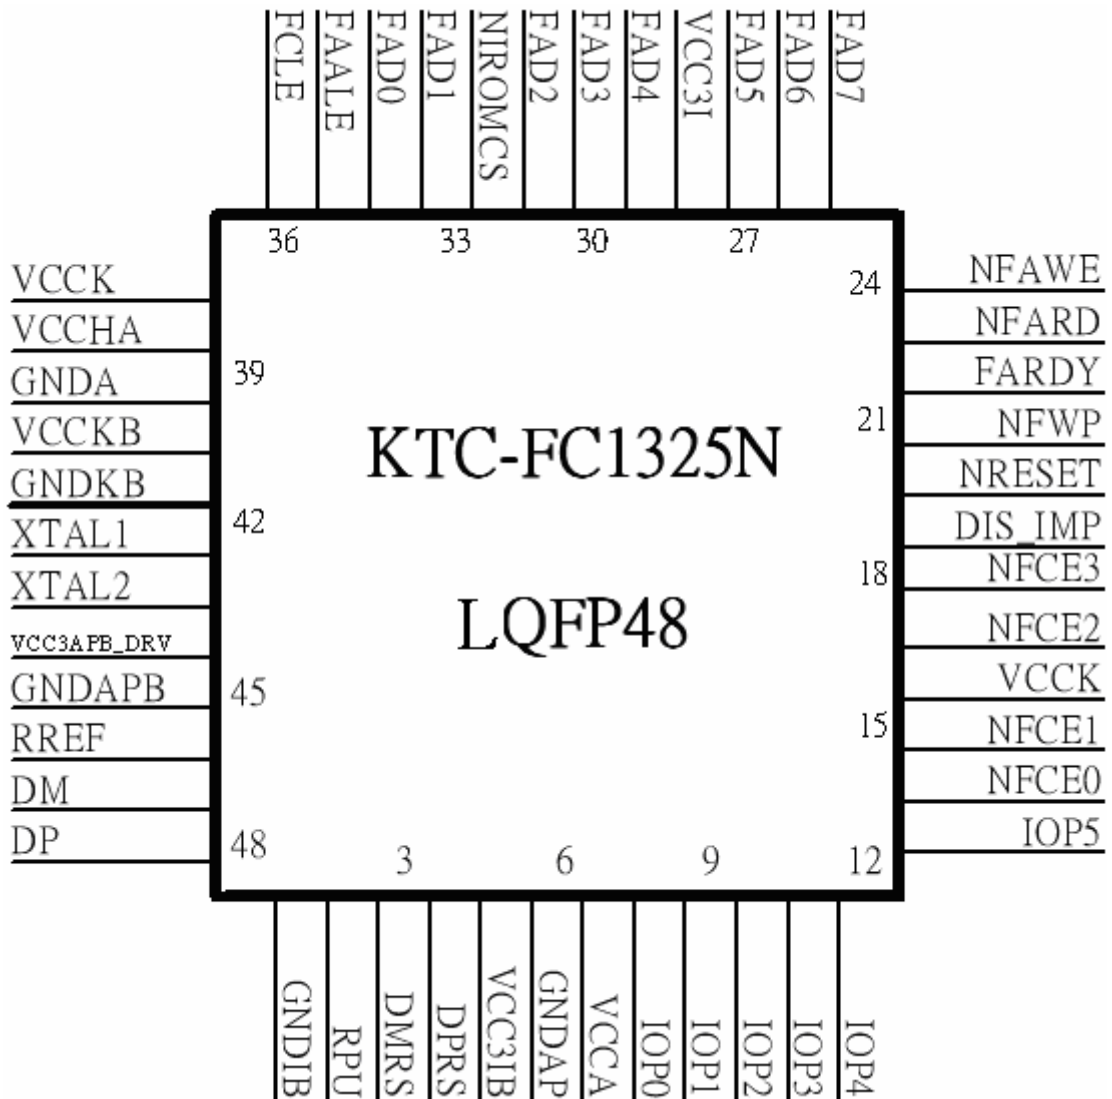 FCLE
FAALE
FAD0
FAD1
NIROMCS
FAD2
FAD3
FAD4
VCC3I
FAD5
FAD6
FAD7
36
33
30
27
VCCK
VCCHA
GNDA
VCCKB
GNDKB
XTAL1
XTAL2
VCC3APB_DRV
GNDAPB
RREF
DM
DP
39
42
45
48
KTC-FC1325N
LQFP48
24
21
18
15
NFAWE
NFARD
FARDY
NFWP
NRESET
DIS_IMP
NFCE3
NFCE2
VCCK
NFCE1
NFCE0
IOP5
3
6
9
12
GNDIB
RPU
DMRS
DPRS
VCC3IB
GNDAP
VCCA
IOP0
IOP1
IOP2
IOP3
IOP4